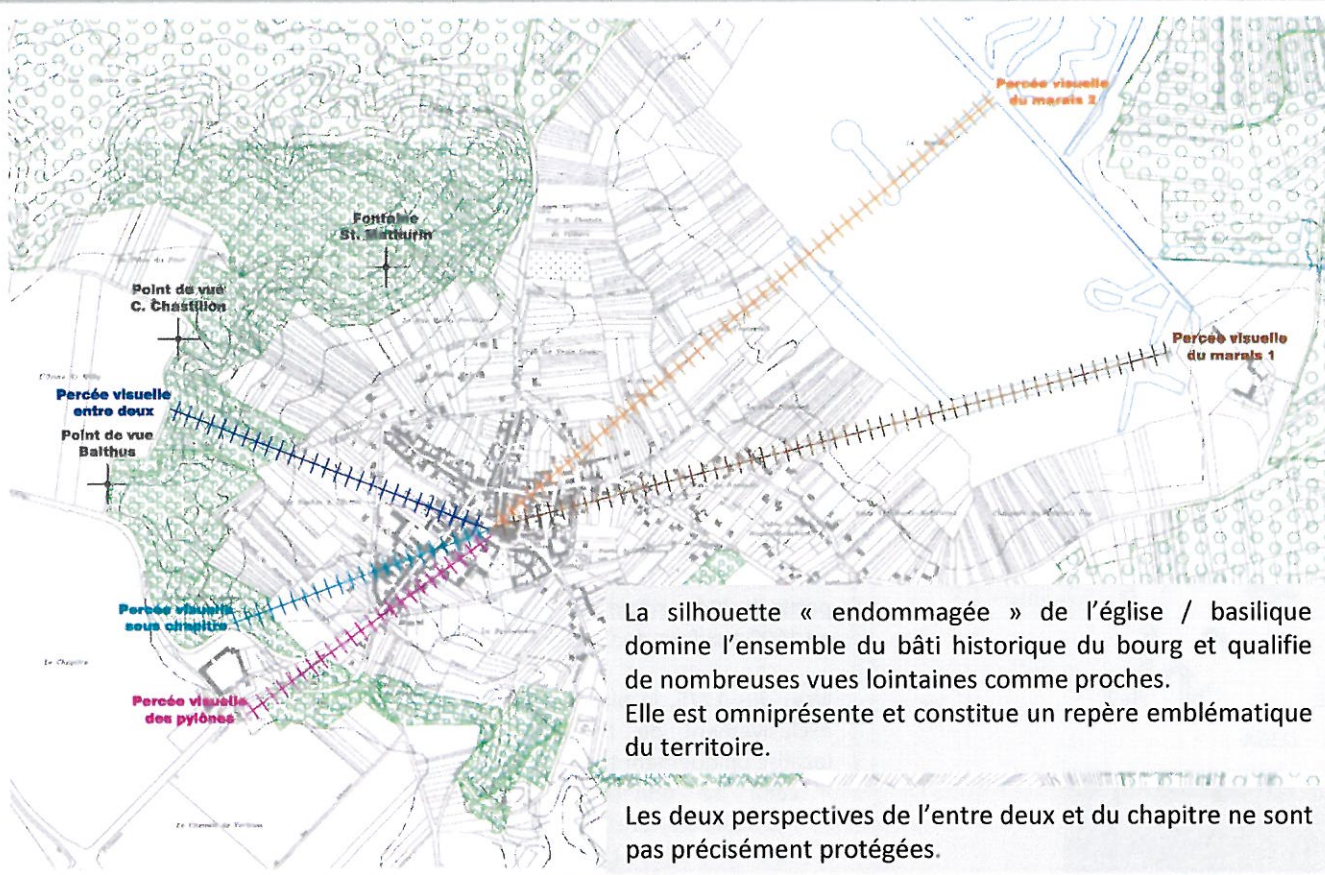 Percée visuelle
du marais 2
Fontaine
St. Mathurin
Point de vue
C. Chastillon
Percée visuelle
du marais 1
Percée visuelle
entre deux
Point de vue
Balthus
Percée visuelle
sous chapitre
Le Chapitre
Percée visuelle
des pylônes
La silhouette « endommagée » de l'église / basilique
domine l'ensemble du bâti historique du bourg et qualifie
de nombreuses vues lointaines comme proches.
Elle est omniprésente et constitue un repère emblématique
du territoire.
Les deux perspectives de l'entre deux et du chapitre ne sont
pas précisément protégées.